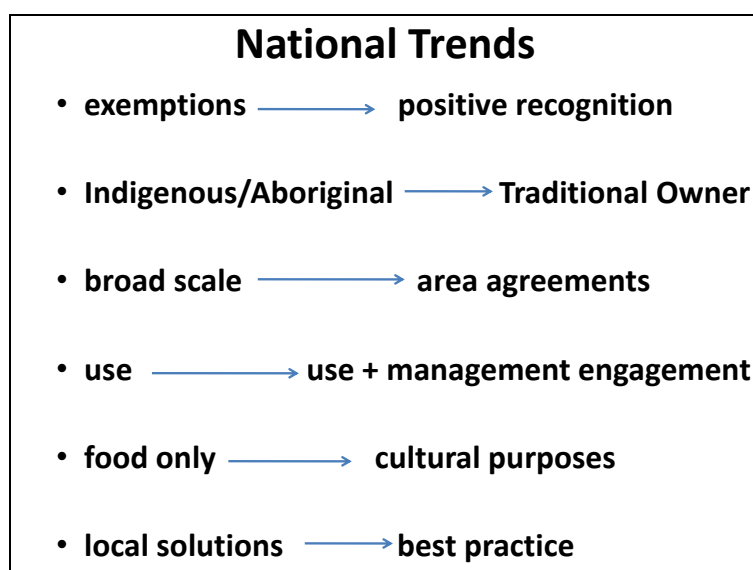 National Trends
• exemptions → positive recognition
• Indigenous/Aboriginal → Traditional Owner
• broad scale → area agreements
• use → use + management engagement
• food only → cultural purposes
• local solutions → best practice